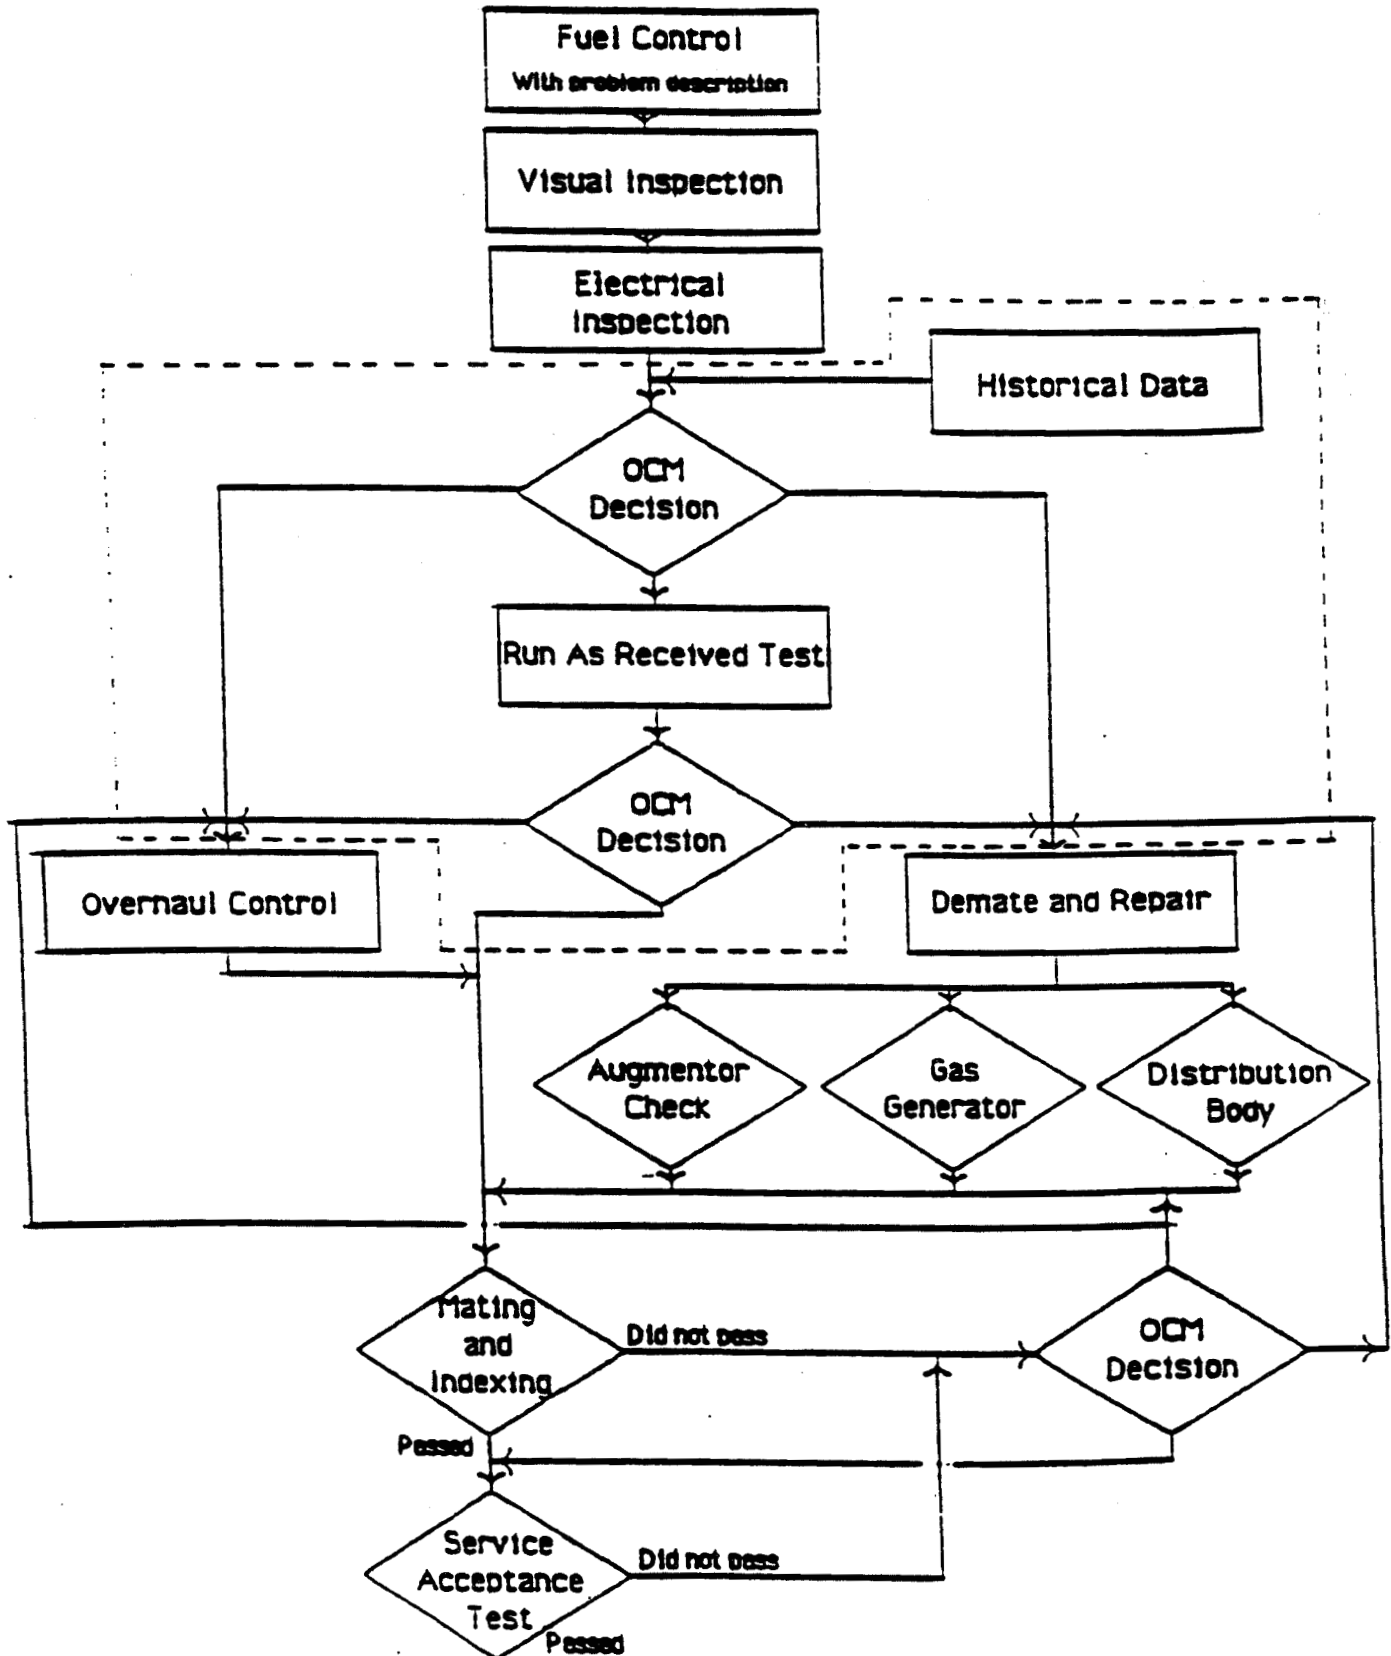 Fuel Control
With problem description
Visual Inspection
Electrical
Inspection
Historical Data
OCM
Decision
Run As Received Test
OCM
Decision
Overhaul Control
Demate and Repair
Augmentor
Check
Gas
Generator
Distribution
Body
Mating
and
Indexing
Did not pass
OCM
Decision
Passed
Service
Acceptance
Test
Did not pass
Passed